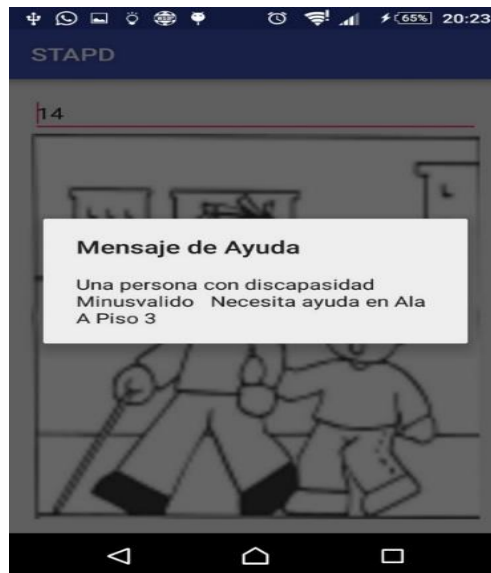 65% 20:23
STAPD
14
Mensaje de Ayuda
Una persona con discapasidad
Minusvalido Necesita ayuda en Ala
A Piso 3